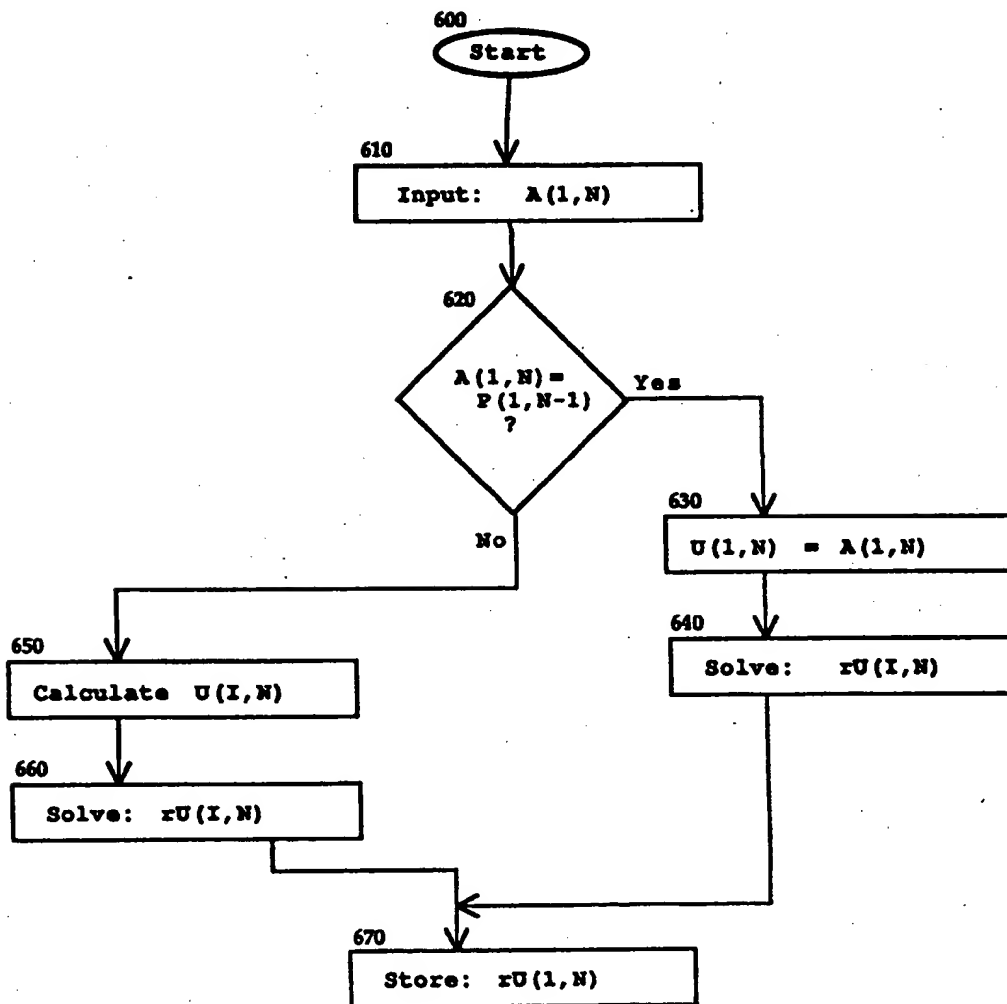 600
Start
610
Input: A(1,N)
620
A(1,N)=
P(1,N-1)
?
Yes
No
630
U(1,N) = A(1,N)
640
Solve: rU(I,N)
650
Calculate U(I,N)
660
Solve: rU(I,N)
670
Store: rU(1,N)